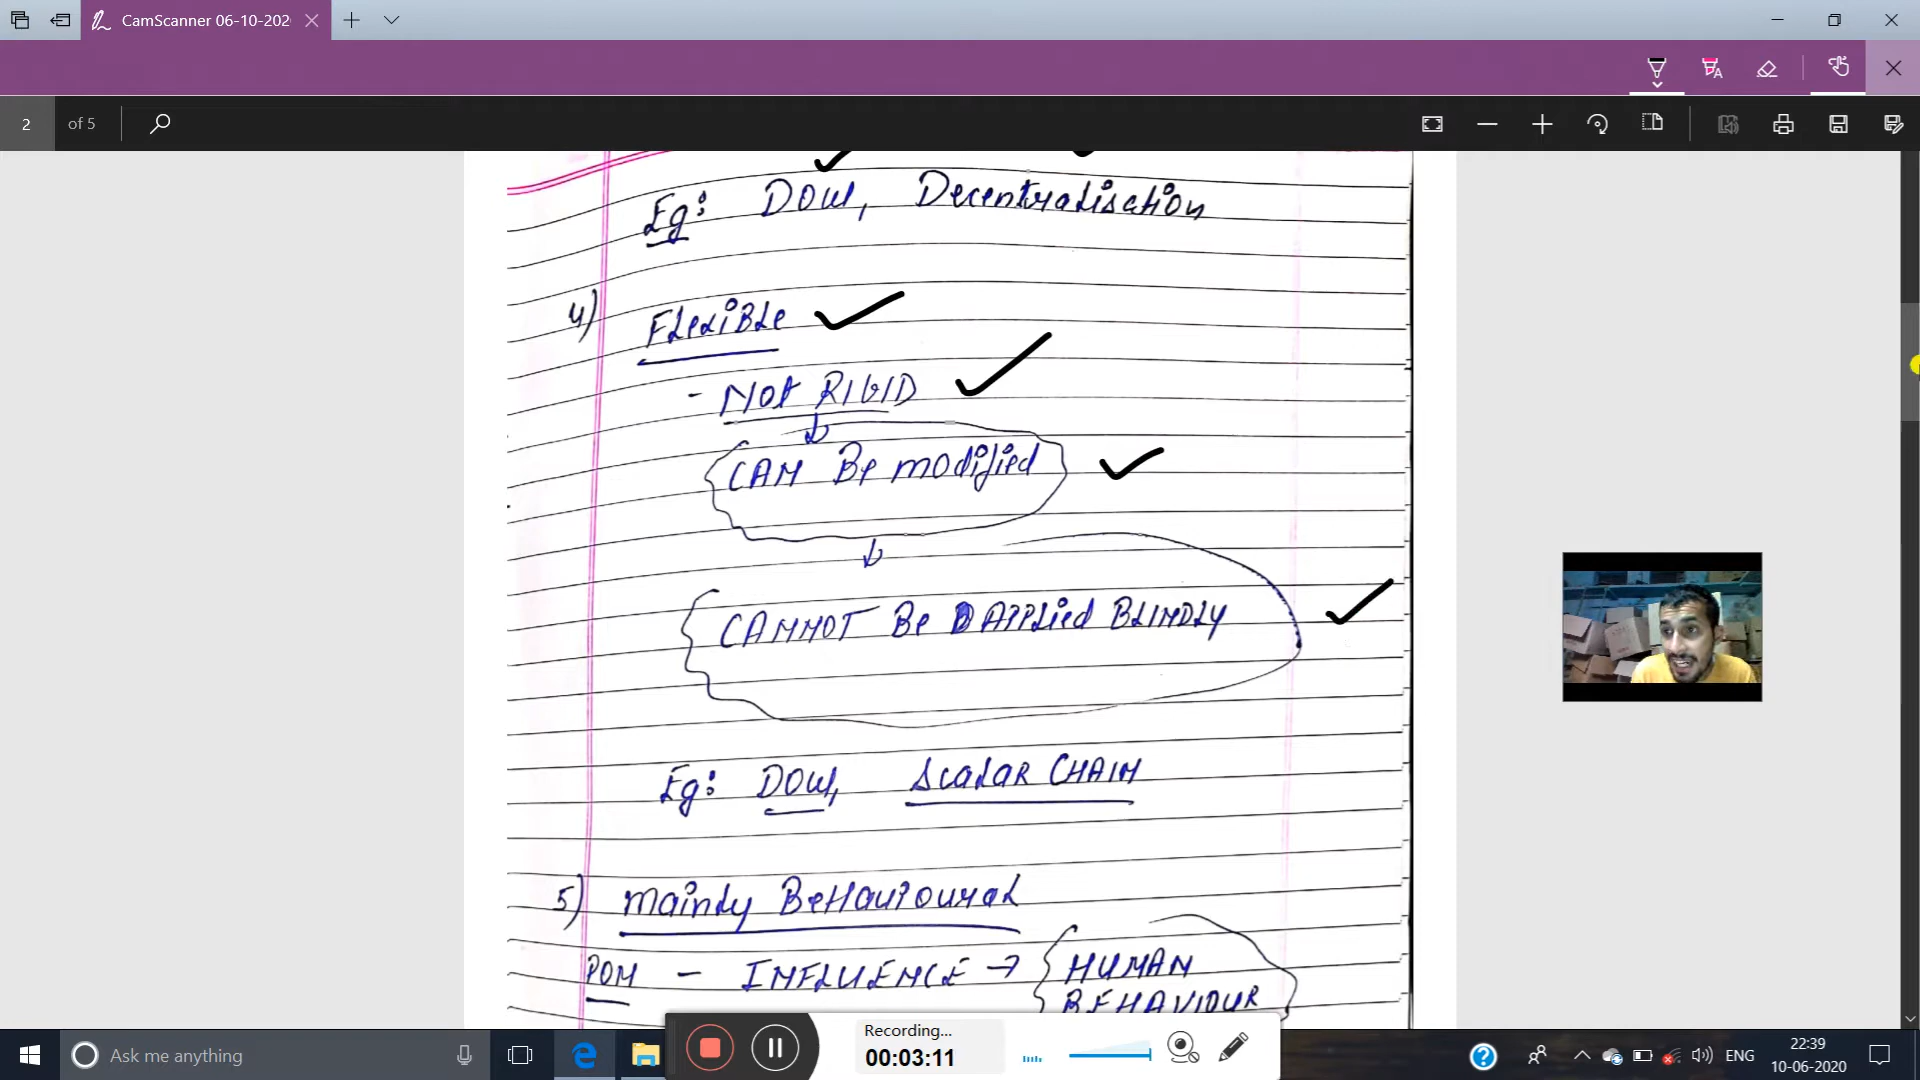 CamScanner 06-10-202
2 of 5
Eg: DOW, Decentralisation
4) Flexible
- Not RIGID
CAN Be modified
CANNOT Be APPlied BLINDLY
Eg: DOW, Scalar CHAIN
5) mainly BeHavioural
POM - INFLUENCE → HUMAN
BEHAVIOUR
Recording...
00:03:11
Ask me anything
ENG
22:39
10-06-2020